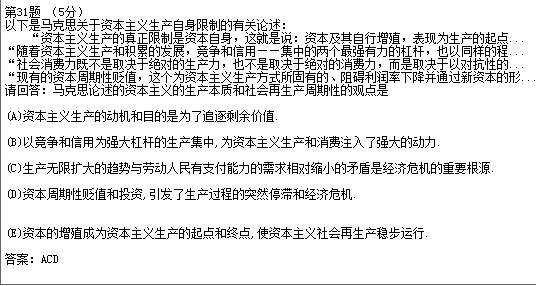 第31题 (5分)
以下是马克思关于资本主义生产自身限制的有关论述：
“资本主义生产的真正限制是资本自身，这就是说：资本及其自行增殖，表现为生产的起点...
“随着资本主义生产和积累的发展，竞争和信用——集中的两个最强有力的杠杆，也以同样的程...
“社会消费力既不是取决于绝对的生产力，也不是取决于绝对的消费力，而是取决于以对抗性的...
“现有的资本周期性贬值，这个为资本主义生产方式所固有的、阻碍利润率下降并通过新资本的形...
请回答：马克思论述的资本主义的生产本质和社会再生产周期性的观点是
(A)资本主义生产的动机和目的是为了追逐剩余价值.
(B)以竞争和信用为强大杠杆的生产集中,为资本主义生产和消费注入了强大的动力.
(C)生产无限扩大的趋势与劳动人民有支付能力的需求相对缩小的矛盾是经济危机的重要根源.
(D)资本周期性贬值和投资,引发了生产过程的突然停滞和经济危机.
(E)资本的增殖成为资本主义生产的起点和终点,使资本主义社会再生产稳步运行.
答案：ACD